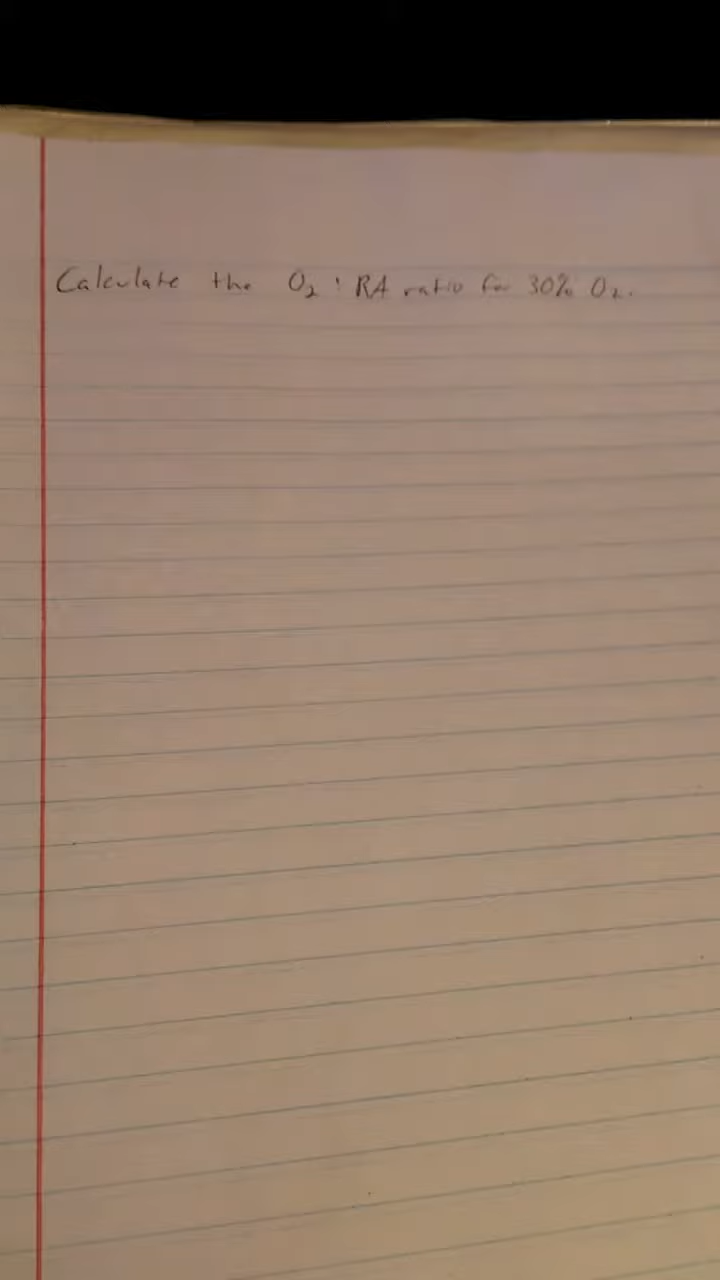 Calculate the O₂ : RA ratio for 30% O₂.